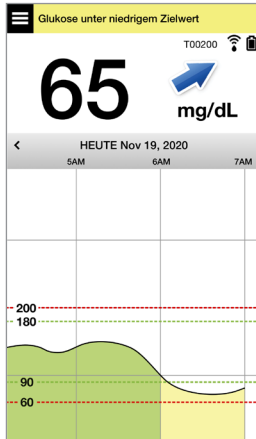 Glukose unter niedrigem Zielwert
T00200
65
mg/dL
HEUTE Nov 19, 2020
5AM 6AM 7AM
200
180
90
60